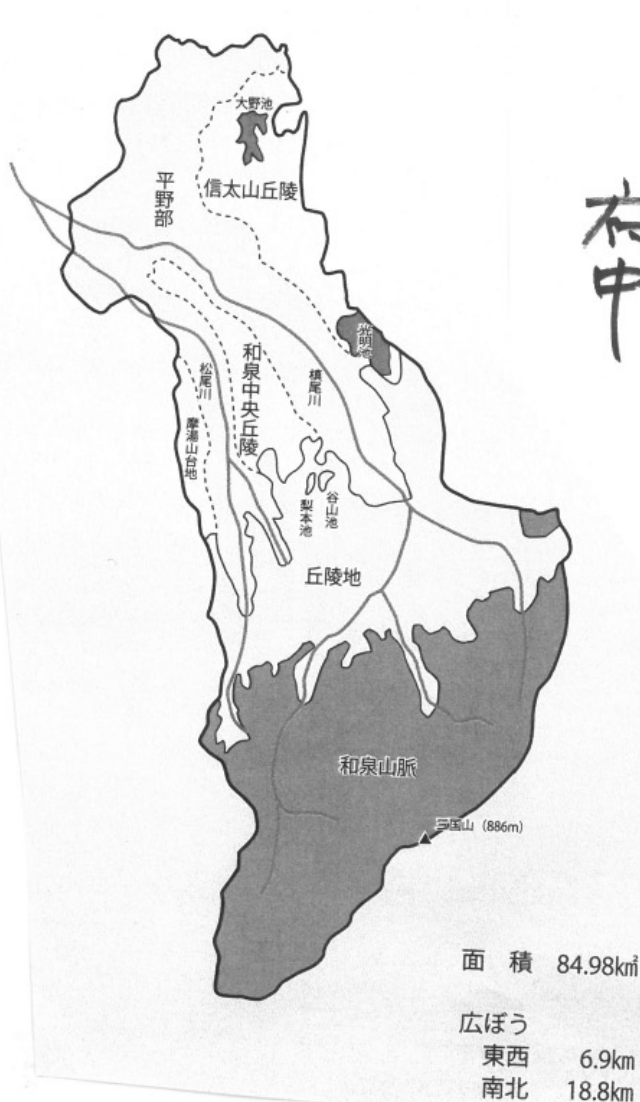 大野池
信太山丘陵
平野部
府中
光明池
和泉中央丘陵
槙尾川
松尾川
摩湯山台地
谷山池
梨本池
丘陵地
和泉山脈
三国山（886m）
面　積　84.98k㎡
広ぼう
東西　6.9km
南北　18.8km